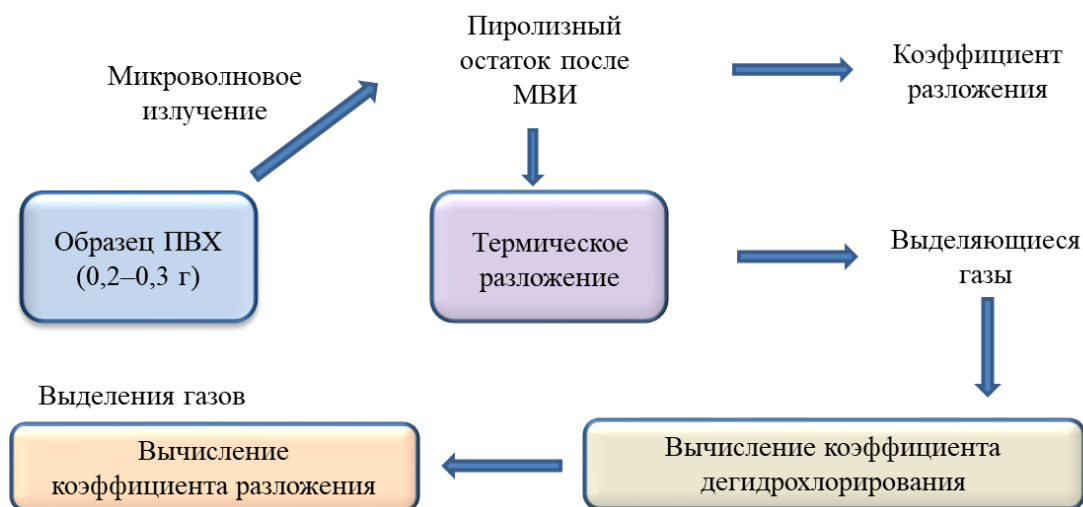 Микроволновое
излучение
Пиролизный
остаток после
МВИ
Коэффициент
разложения
Образец ПВХ
(0,2–0,3 г)
Термическое
разложение
Выделяющиеся
газы
Выделения газов
Вычисление
коэффициента разложения
Вычисление коэффициента
дегидрохлорирования